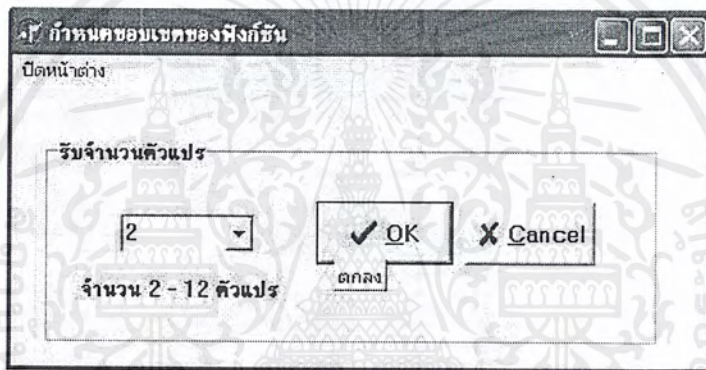 กำหนดขอบเขตของฟังก์ชัน
ปิดหน้าต่าง
รับจำนวนตัวแปร
2
OK
Cancel
ตกลง
จำนวน 2 - 12 ตัวแปร